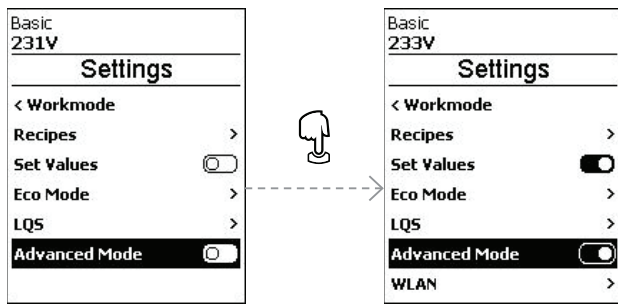 Basic
231V
Settings
< Workmode
Recipes >
Set Values
Eco Mode >
LQS >
Advanced Mode
Basic
233V
Settings
< Workmode
Recipes >
Set Values
Eco Mode >
LQS >
Advanced Mode
WLAN >